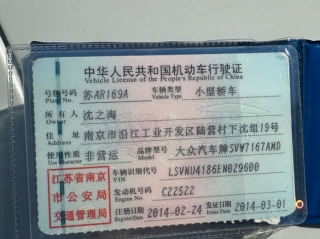 中华人民共和国机动车行驶证
Vehicle License of the People's Republic of China
号牌号码 苏AR169A 车辆类型 小型轿车
Plate No. Vehicle Type
所有人 沈之海
Owner
住址 南京市沿江工业开发区陆营村下沈组19号
Address
使用性质 非营运 品牌型号 大众汽车牌SVW7167AMD
Use Character Model
江苏省南京市公安局交通管理局
车辆识别代号 LSVNU4186EN029600
VIN
发动机号码 C22522
Engine No.
注册日期 2014-02-24 发证日期 2014-03-01
Register Date Issue Date